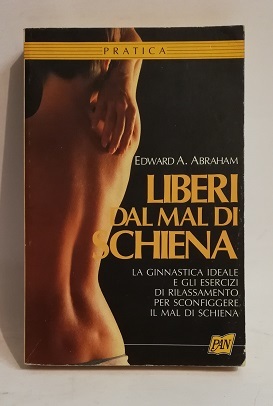 PRATICA
EDWARD A. ABRAHAM
LIBERI
DAL MAL DI
SCHIENA
LA GINNASTICA IDEALE
E GLI ESERCIZI
DI RILASSAMENTO
PER SCONFIGGERE
IL MAL DI SCHIENA
PAN